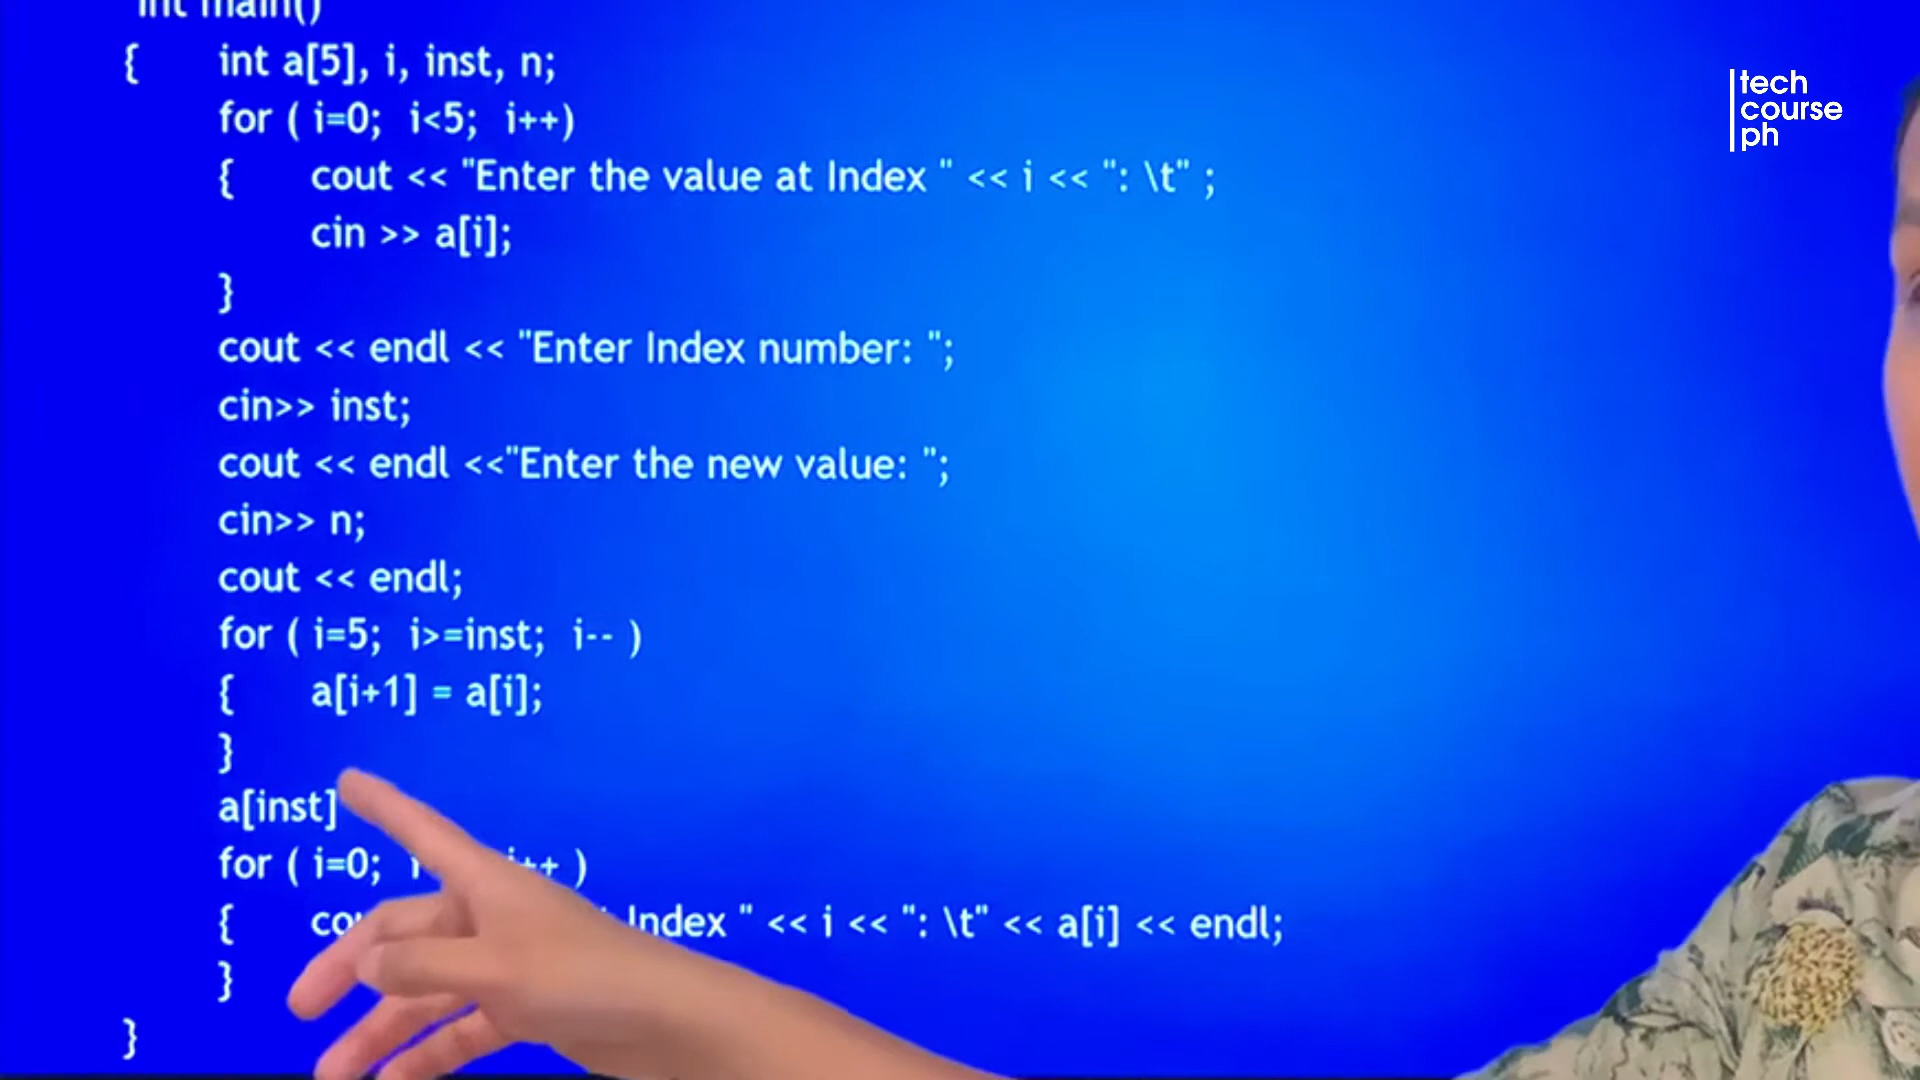 int main()
{ int a[5], i, inst, n;
for ( i=0; i<5; i++)
{ cout << "Enter the value at Index " << i << ": \t" ;
cin >> a[i];
}
cout << endl << "Enter Index number: ";
cin>> inst;
cout << endl <<"Enter the new value: ";
cin>> n;
cout << endl;
for ( i=5; i>=inst; i-- )
{ a[i+1] = a[i];
}
a[inst]
for ( i=0; i++ )
{ Index " << i << ": \t" << a[i] << endl;
}
}
tech
course
ph